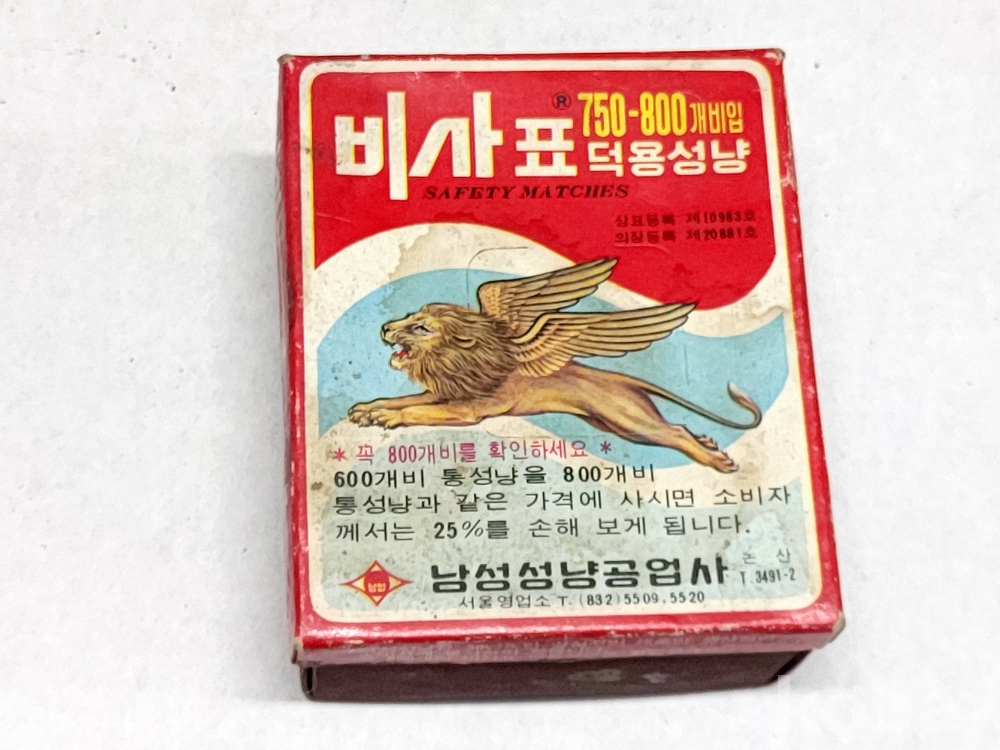 비사표 ® 750-800개비입
덕용성냥
SAFETY MATCHES
상표등록 제10963호
의장등록 제20881호
* 꼭 800개비를 확인하세요 *
600개비 통성냥을 800개비
통성냥과 같은 가격에 사시면 소비자
께서는 25%를 손해 보게 됩니다.
남성
남성성냥공업사
논산
T.3491-2
서울영업소 T. (832) 5509, 5520